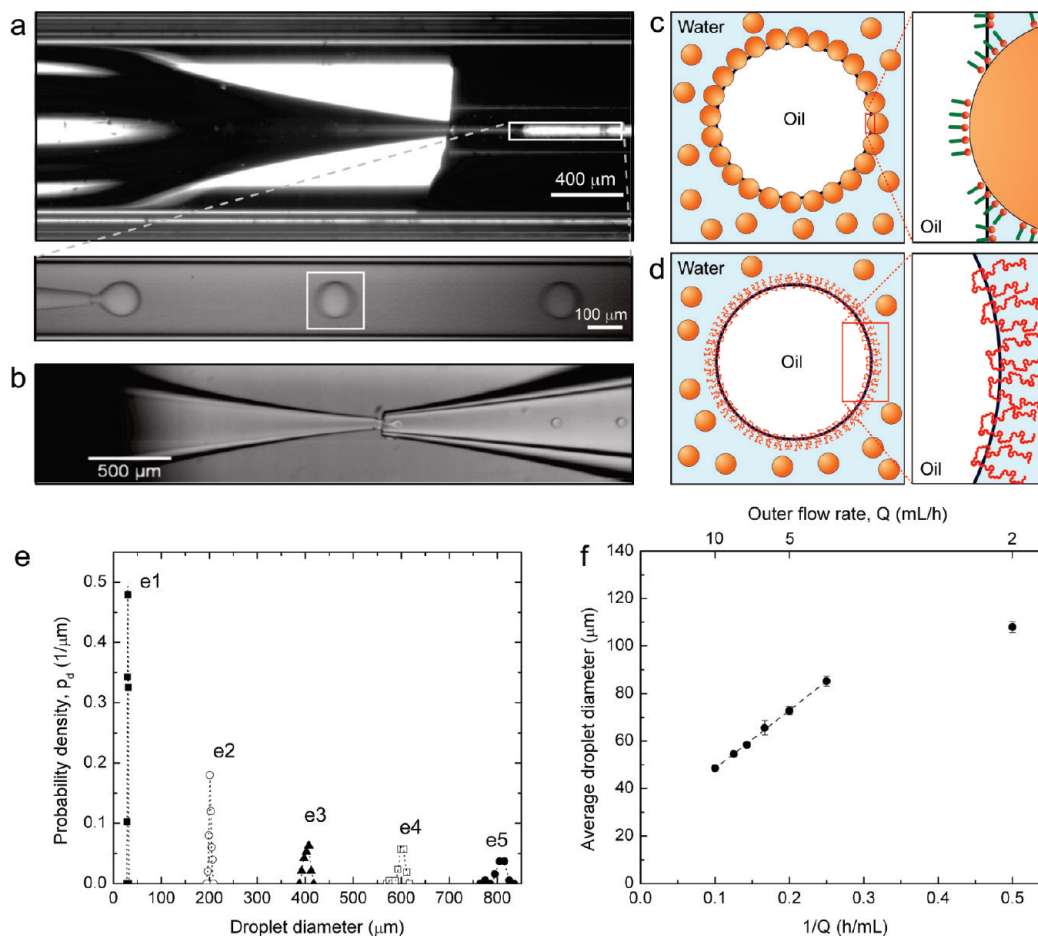 a
400 μm
100 μm
b
500 μm
c
Water
Oil
Oil
d
Water
Oil
Oil
e
e1
e2
e3
e4
e5
0.5
0.4
0.3
0.2
0.1
0.0
Probability density, p_d (1/μm)
0 100 200 300 400 500 600 700 800
Droplet diameter (μm)
f
Outer flow rate, Q (mL/h)
10 5 2
140
120
100
80
60
40
20
0
Average droplet diameter (μm)
0.0 0.1 0.2 0.3 0.4 0.5
1/Q (h/mL)